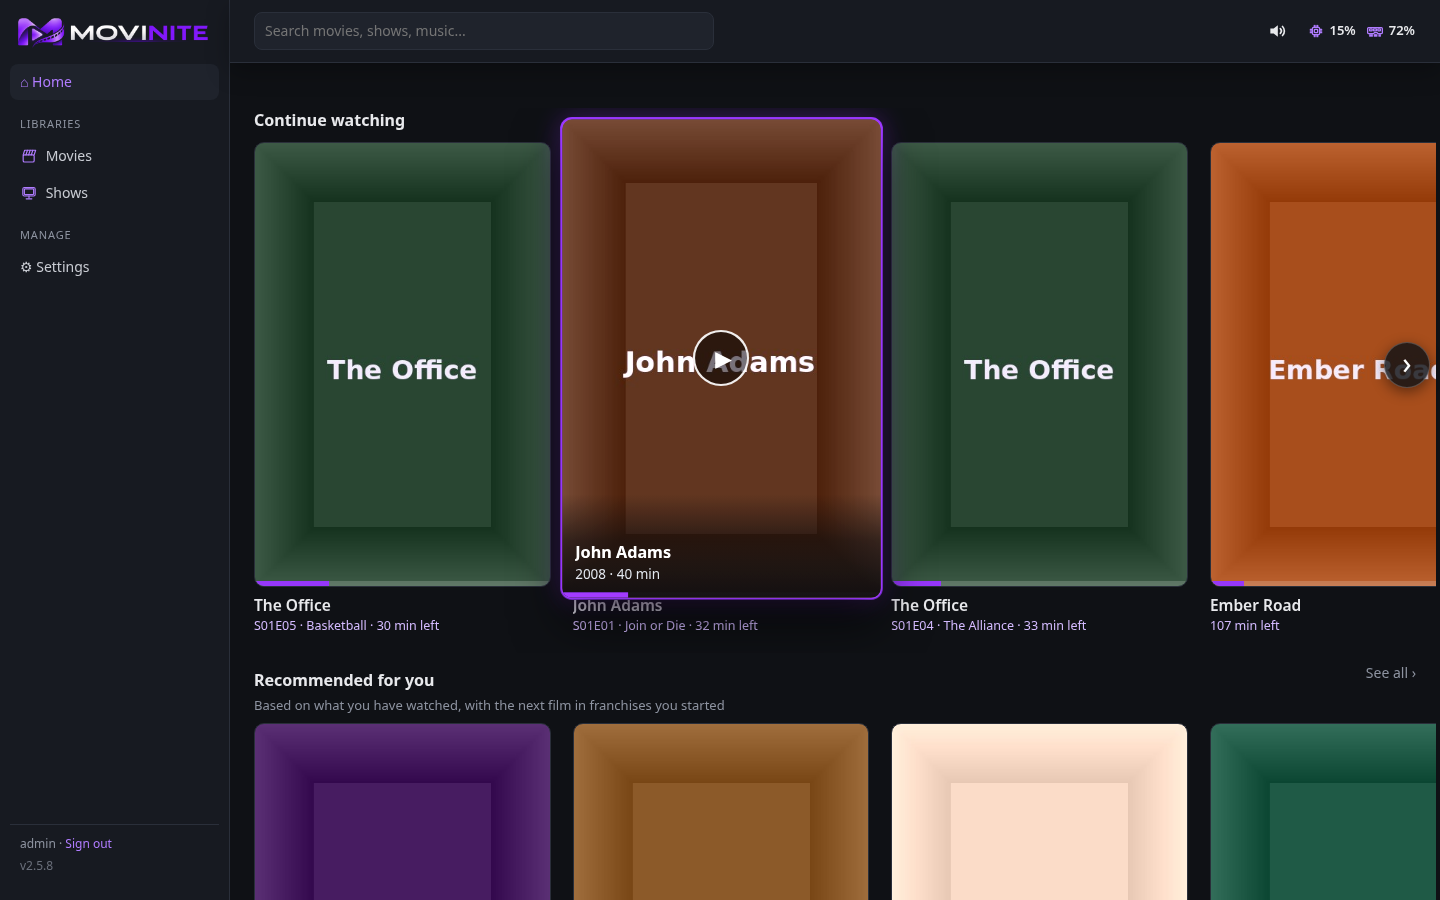 MOVINITE
Search movies, shows, music...
15%
72%
⌂ Home
LIBRARIES
Movies
Shows
MANAGE
⚙ Settings
Continue watching
The Office
John Adams
The Office
Ember Road
John Adams
2008 · 40 min
The Office
S01E05 · Basketball · 30 min left
John Adams
S01E01 · Join or Die · 32 min left
The Office
S01E04 · The Alliance · 33 min left
Ember Road
107 min left
Recommended for you
See all ›
Based on what you have watched, with the next film in franchises you started
admin · Sign out
v2.5.8